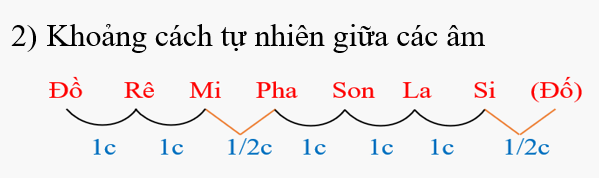 2) Khoảng cách tự nhiên giữa các âm
Đồ Rê Mi Pha Son La Si (Đố)
1c 1c 1/2c 1c 1c 1c 1/2c